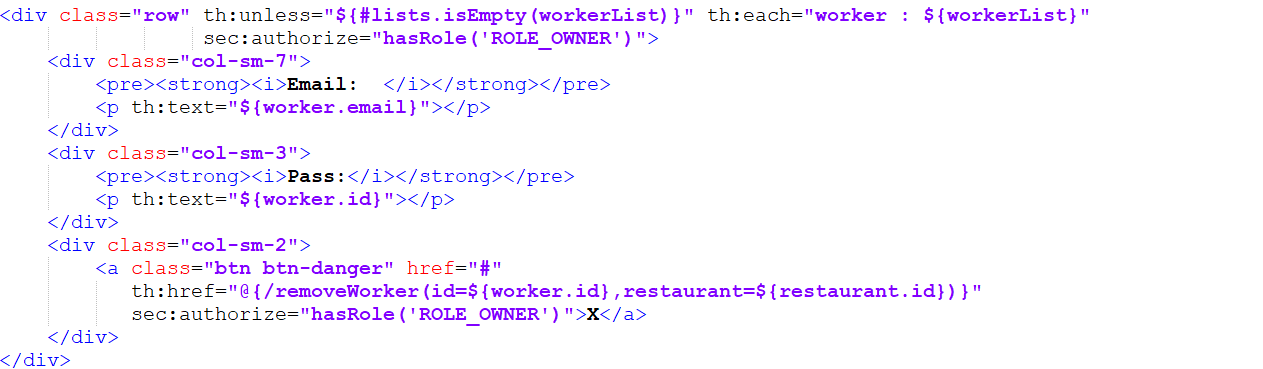 <div class="row" th:unless="${#lists.isEmpty(workerList)}" th:each="worker : ${workerList}"
                 sec:authorize="hasRole('ROLE_OWNER')">
    <div class="col-sm-7">
        <pre><strong><i>Email:  </i></strong></pre>
        <p th:text="${worker.email}"></p>
    </div>
    <div class="col-sm-3">
        <pre><strong><i>Pass:</i></strong></pre>
        <p th:text="${worker.id}"></p>
    </div>
    <div class="col-sm-2">
        <a class="btn btn-danger" href="#"
           th:href="@{/removeWorker(id=${worker.id},restaurant=${restaurant.id})}"
           sec:authorize="hasRole('ROLE_OWNER')">X</a>
    </div>
</div>